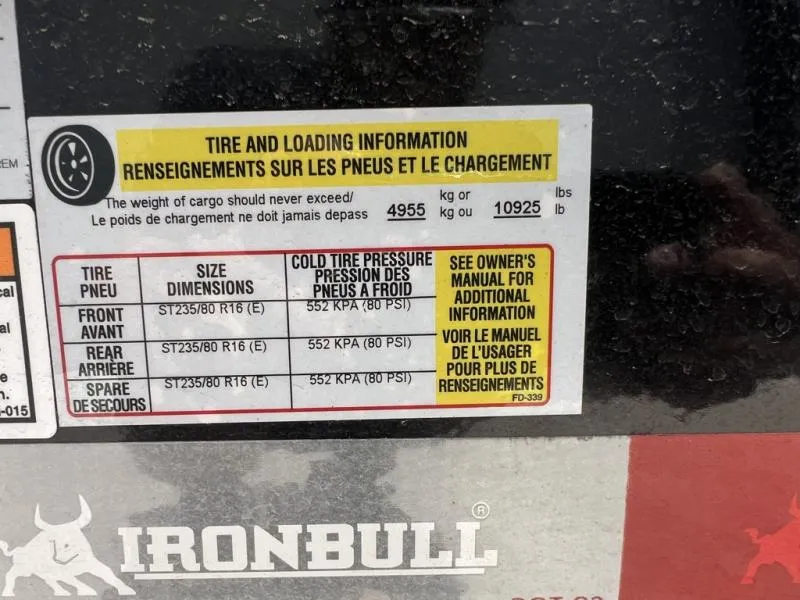 EM
TIRE AND LOADING INFORMATION
RENSEIGNEMENTS SUR LES PNEUS ET LE CHARGEMENT
The weight of cargo should never exceed/ kg or lbs
Le poids de chargement ne doit jamais depass 4955 kg ou 10925 lb
TIRE PNEU
SIZE DIMENSIONS
COLD TIRE PRESSURE
PRESSION DES
PNEUS A FROID
FRONT AVANT
ST235/80 R16 (E)
552 KPA (80 PSI)
REAR ARRIÈRE
ST235/80 R16 (E)
552 KPA (80 PSI)
SPARE DE SECOURS
ST235/80 R16 (E)
552 KPA (80 PSI)
SEE OWNER'S
MANUAL FOR
ADDITIONAL
INFORMATION
VOIR LE MANUEL
DE L'USAGER
POUR PLUS DE
RENSEIGNEMENTS
FD-339
-015
IRONBULL®